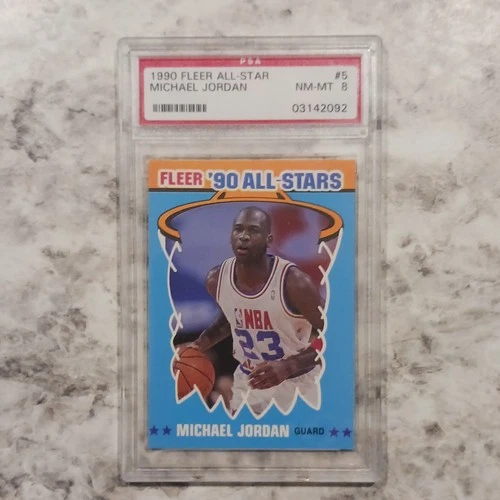 PSA
1990 FLEER ALL-STAR #5
MICHAEL JORDAN NM-MT 8
03142092
FLEER '90 ALL-STARS
NBA
23
MICHAEL JORDAN GUARD